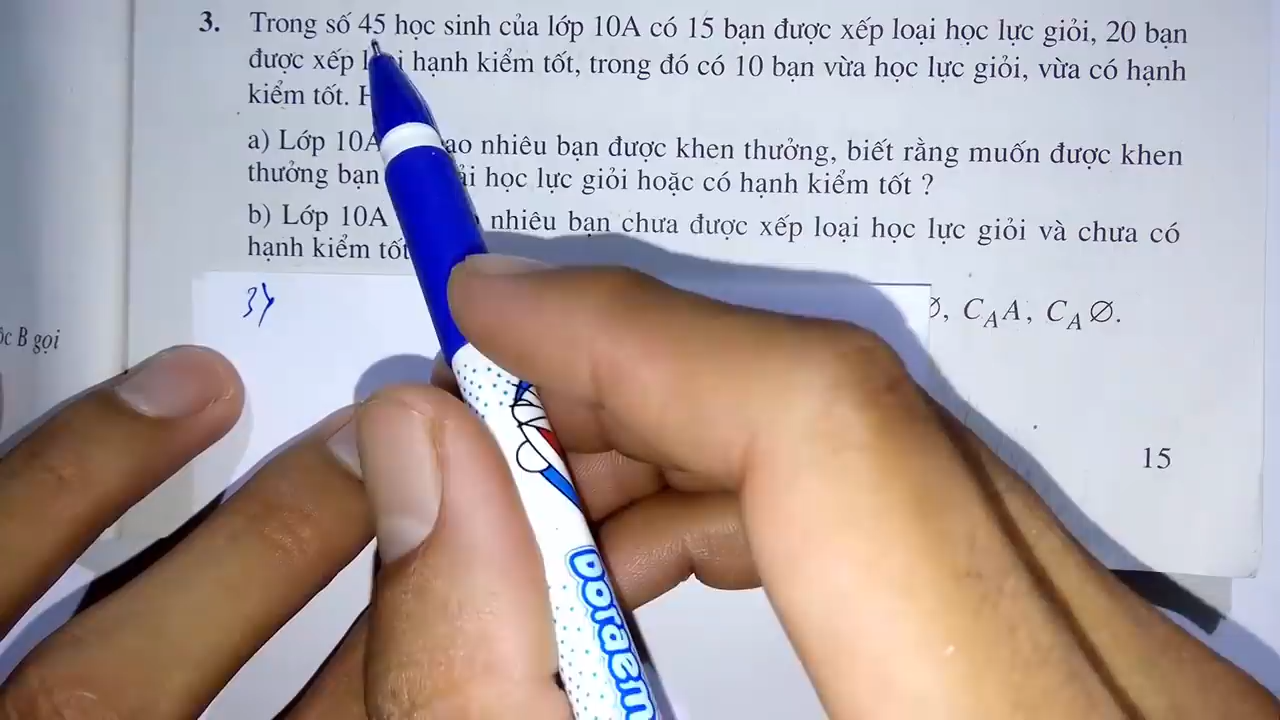 3. Trong số 45 học sinh của lớp 10A có 15 bạn được xếp loại học lực giỏi, 20 bạn
được xếp hạnh kiểm tốt, trong đó có 10 bạn vừa học lực giỏi, vừa có hạnh
kiểm tốt.
a) Lớp 10A nhiêu bạn được khen thưởng, biết rằng muốn được khen
thưởng bạn học lực giỏi hoặc có hạnh kiểm tốt ?
b) Lớp 10A nhiêu bạn chưa được xếp loại học lực giỏi và chưa có
hạnh kiểm tốt
∅, C_A A, C_A ∅.
B gọi
15
Doraem